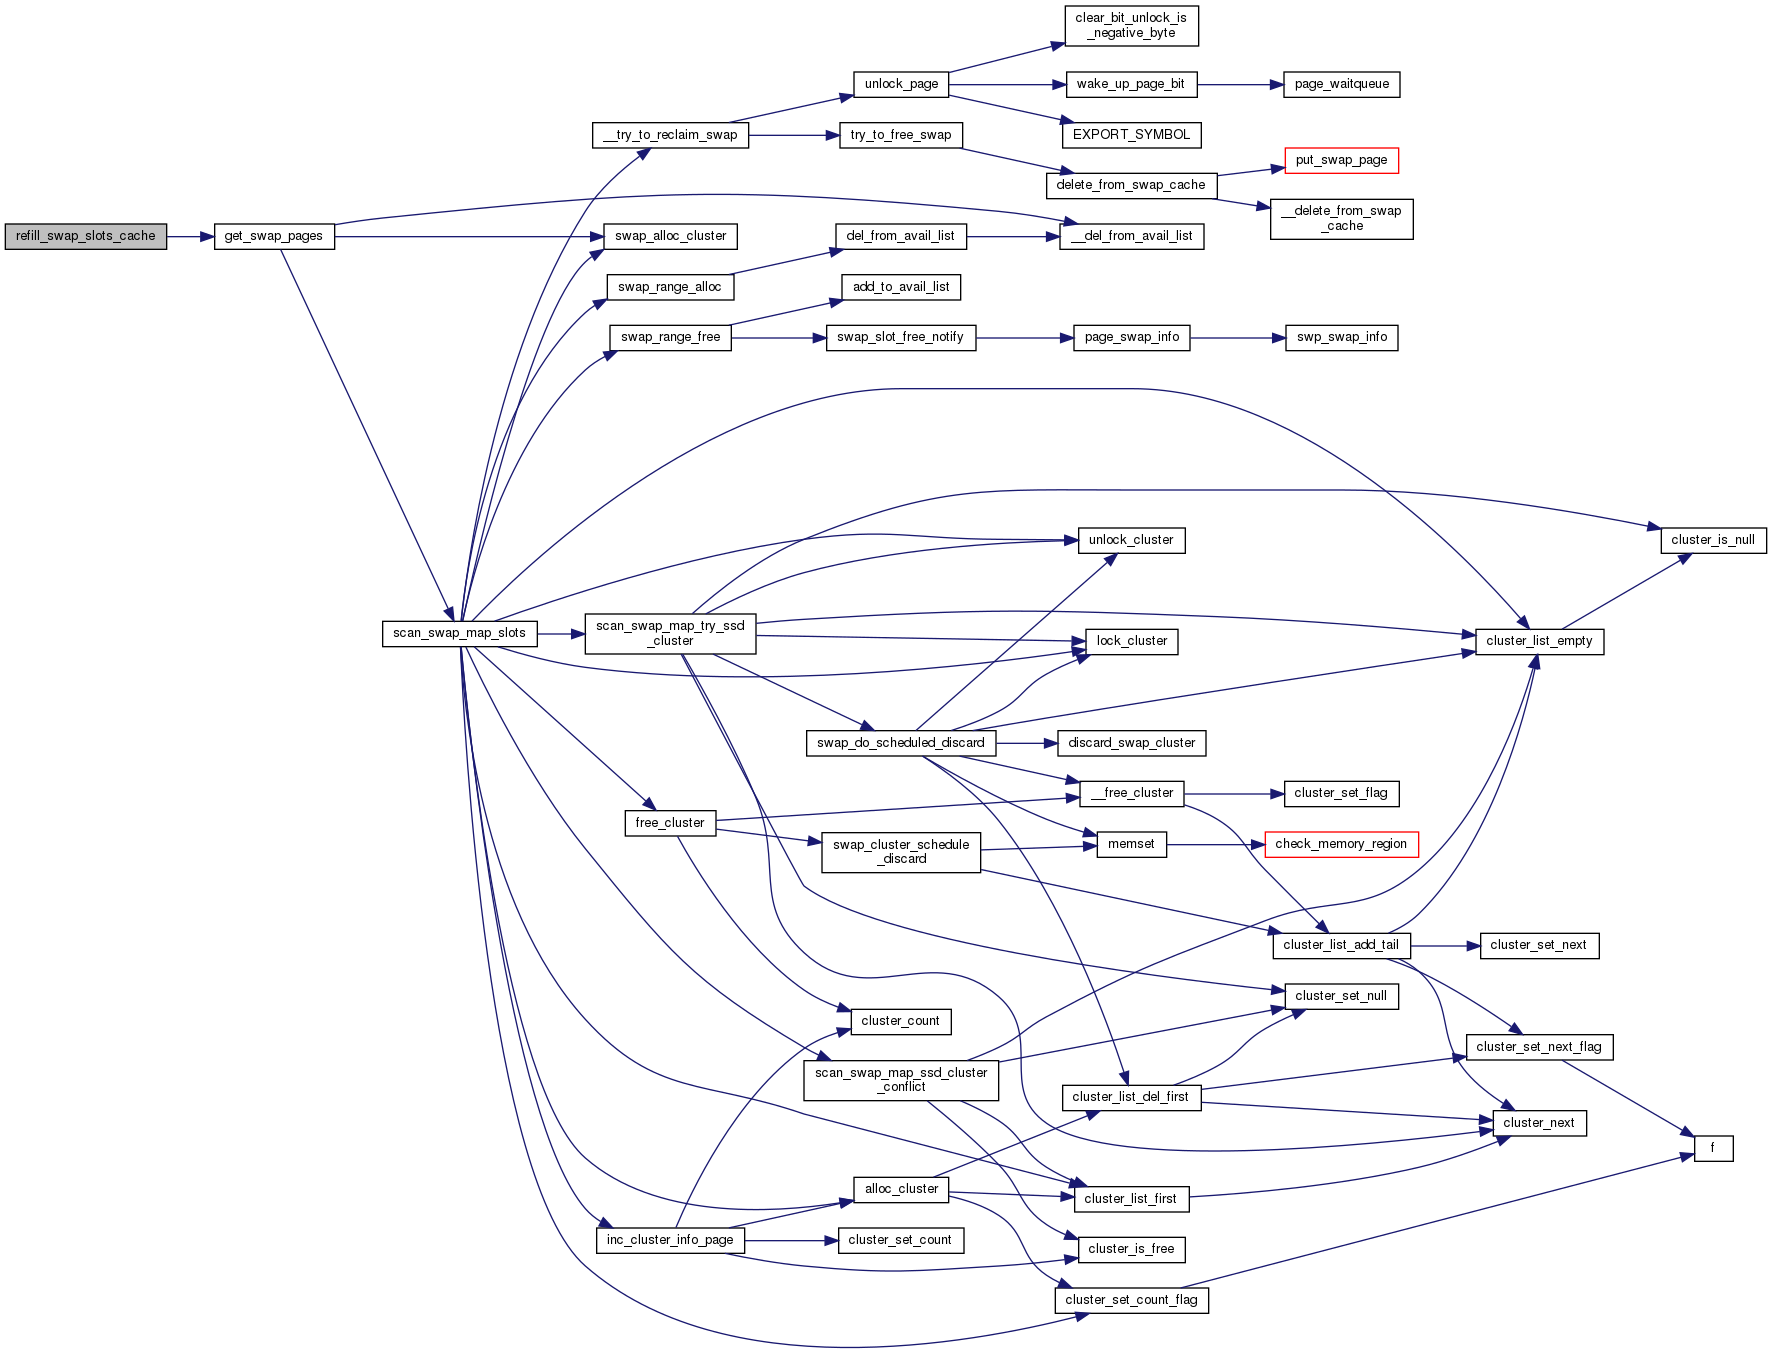 clear_bit_unlock_is
_negative_byte
unlock_page
wake_up_page_bit
page_waitqueue
__try_to_reclaim_swap
try_to_free_swap
EXPORT_SYMBOL
put_swap_page
delete_from_swap_cache
__delete_from_swap
_cache
refill_swap_slots_cache
get_swap_pages
swap_alloc_cluster
del_from_avail_list
__del_from_avail_list
swap_range_alloc
add_to_avail_list
swap_range_free
swap_slot_free_notify
page_swap_info
swp_swap_info
unlock_cluster
cluster_is_null
scan_swap_map_slots
scan_swap_map_try_ssd
_cluster
lock_cluster
cluster_list_empty
swap_do_scheduled_discard
discard_swap_cluster
__free_cluster
cluster_set_flag
free_cluster
swap_cluster_schedule
_discard
memset
check_memory_region
cluster_list_add_tail
cluster_set_next
cluster_set_null
cluster_count
cluster_set_next_flag
scan_swap_map_ssd_cluster
_conflict
cluster_list_del_first
cluster_next
f
alloc_cluster
cluster_list_first
inc_cluster_info_page
cluster_set_count
cluster_is_free
cluster_set_count_flag